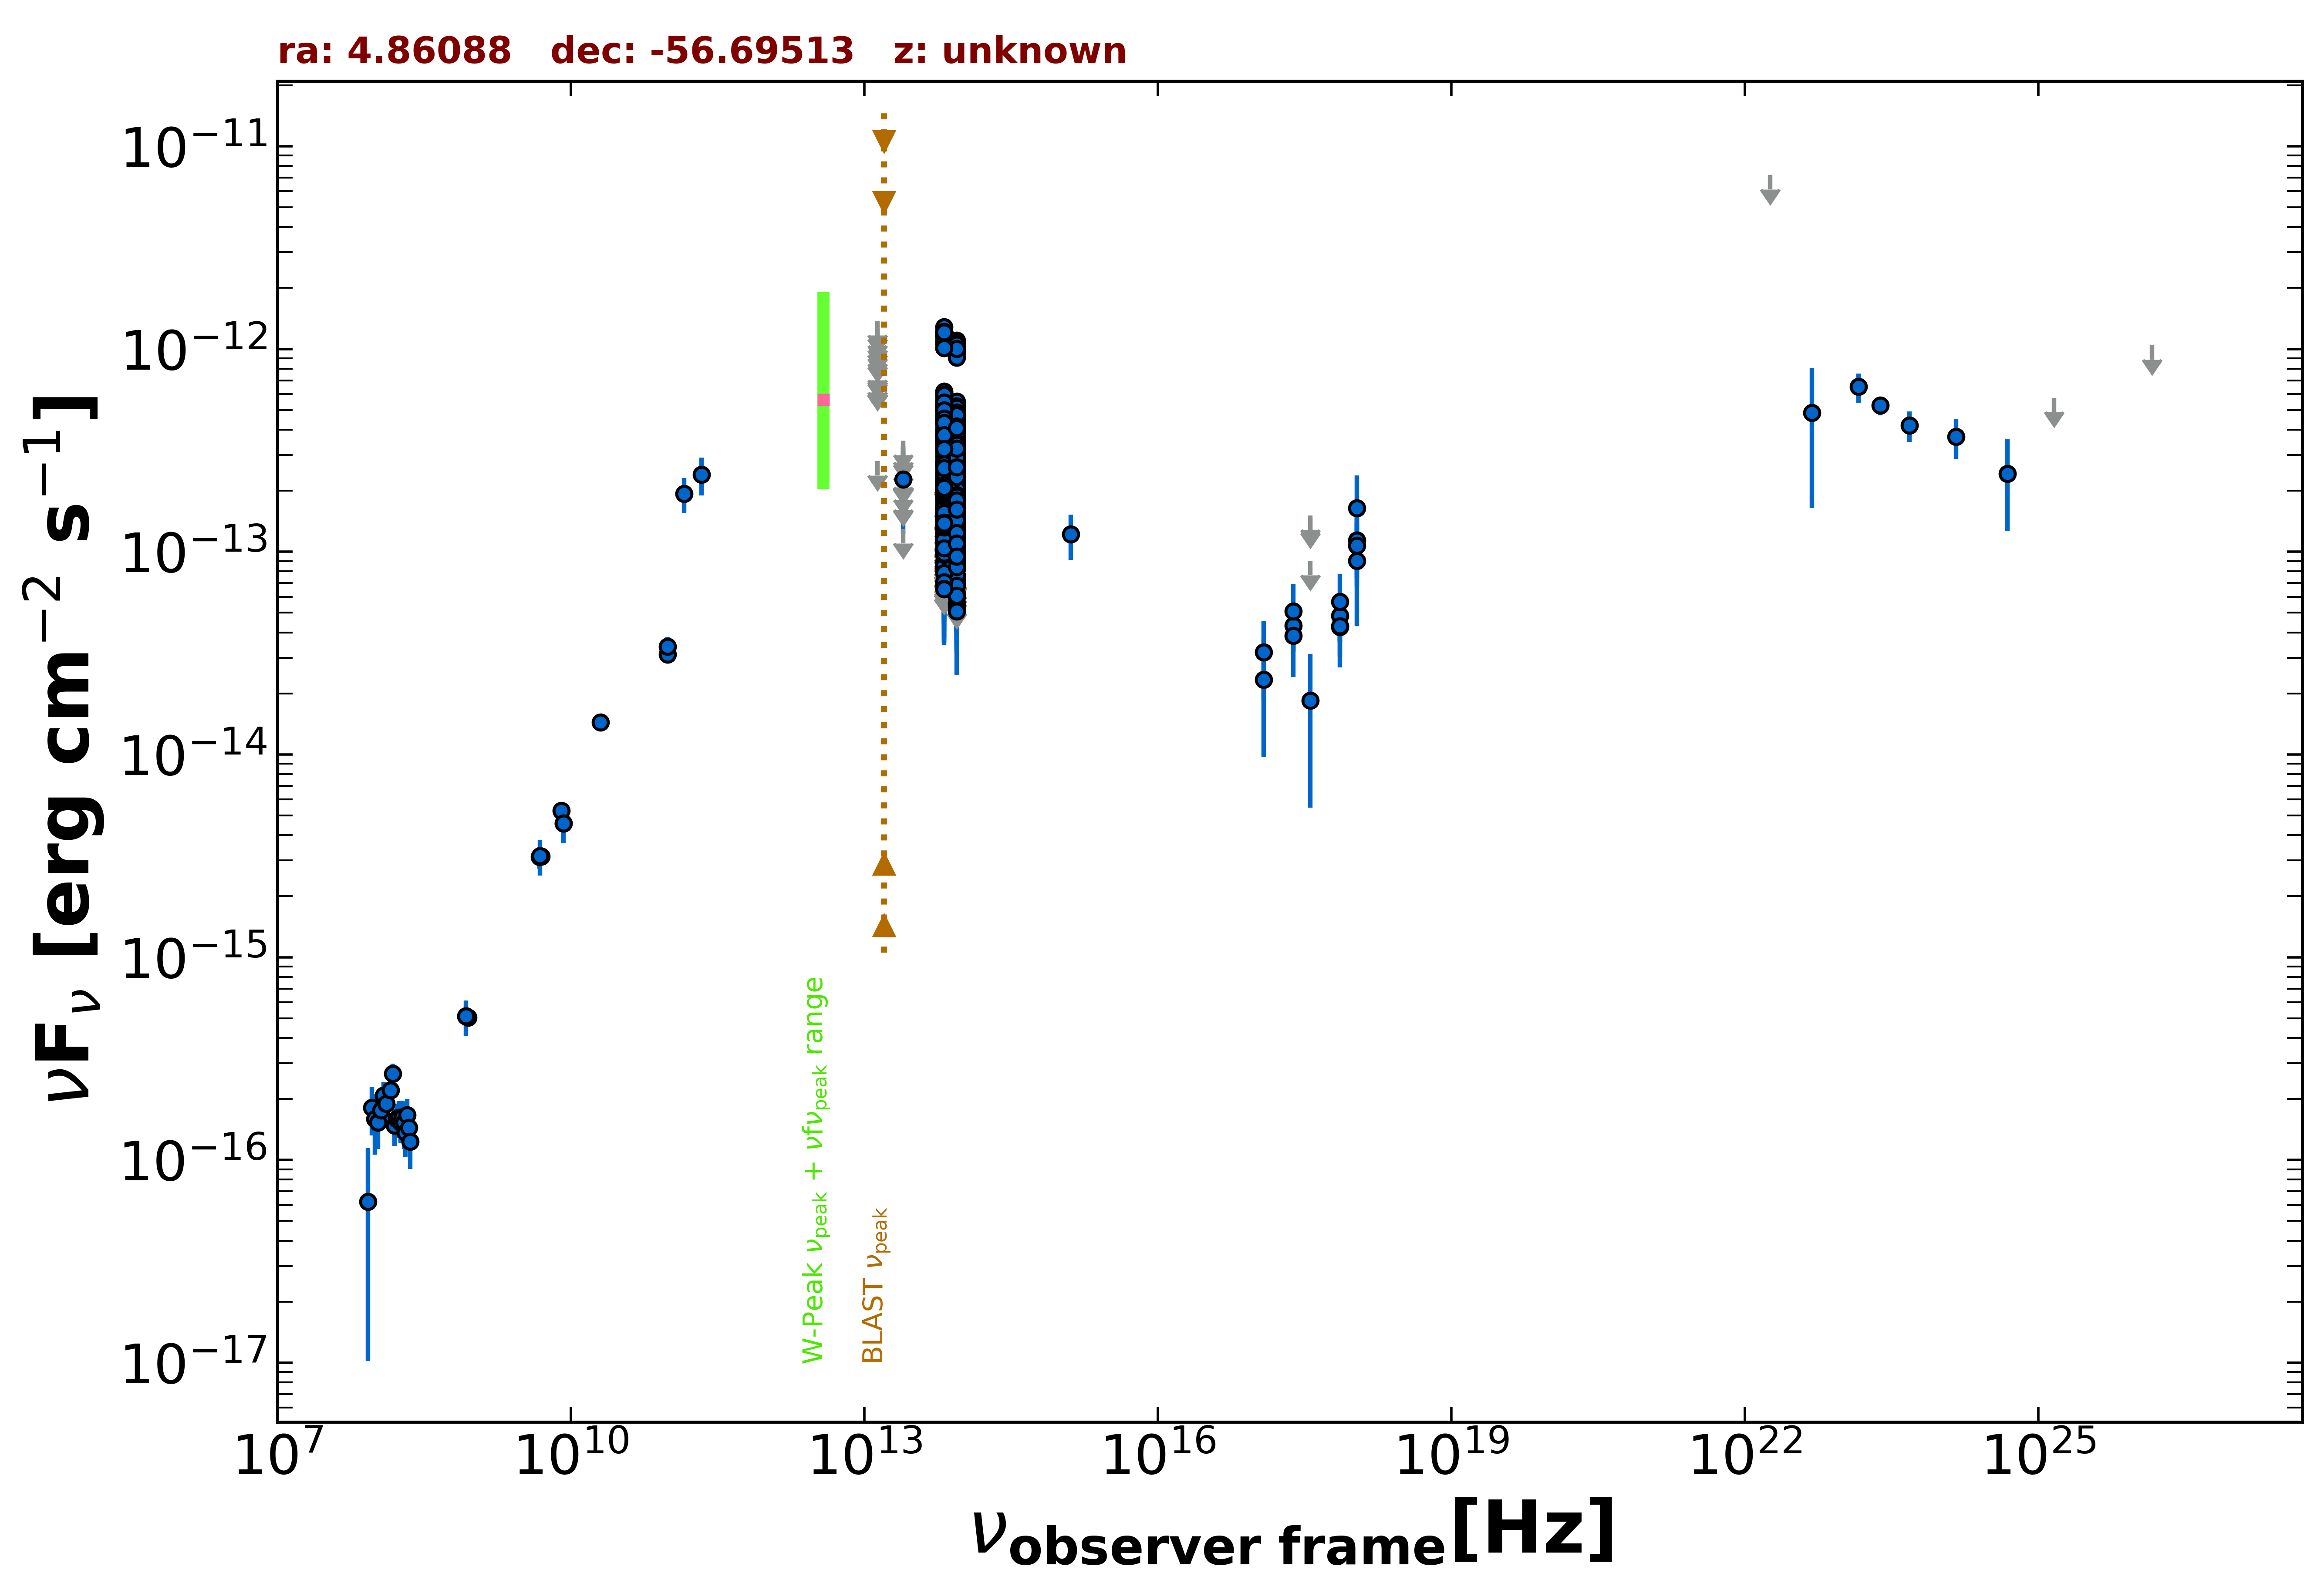 ra: 4.86088   dec: -56.69513   z: unknown
νFν [erg cm−2 s−1]
10−11
10−12
10−13
10−14
10−15
10−16
10−17
W-Peak νpeak + νfνpeak range
BLAST νpeak
107 1010 1013 1016 1019 1022 1025
νobserver frame[Hz]